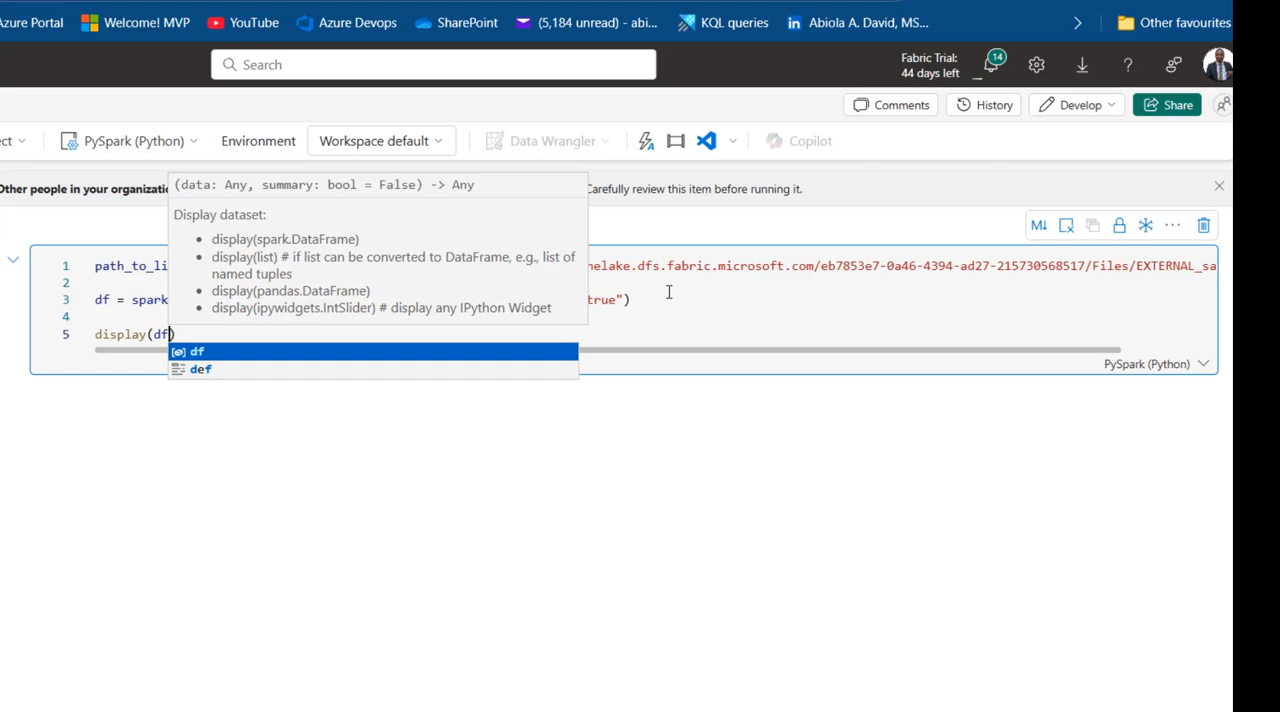 Azure Portal Welcome! MVP YouTube Azure Devops SharePoint (5,184 unread) - abi... KQL queries Abiola A. David, MS... Other favourites
Search
Fabric Trial:
44 days left
14
Comments History Develop Share
ct PySpark (Python) Environment Workspace default Data Wrangler Copilot
Other people in your organizatio
Carefully review this item before running it.
(data: Any, summary: bool = False) -> Any
Display dataset:
• display(spark.DataFrame)
• display(list) # if list can be converted to DataFrame, e.g., list of
named tuples
• display(pandas.DataFrame)
• display(ipywidgets.IntSlider) # display any IPython Widget
M↓
1 path_to_li nelake.dfs.fabric.microsoft.com/eb7853e7-0a46-4394-ad27-215730568517/Files/EXTERNAL_sa
2
3 df = spark true")
4
5 display(df)
df
def
PySpark (Python)